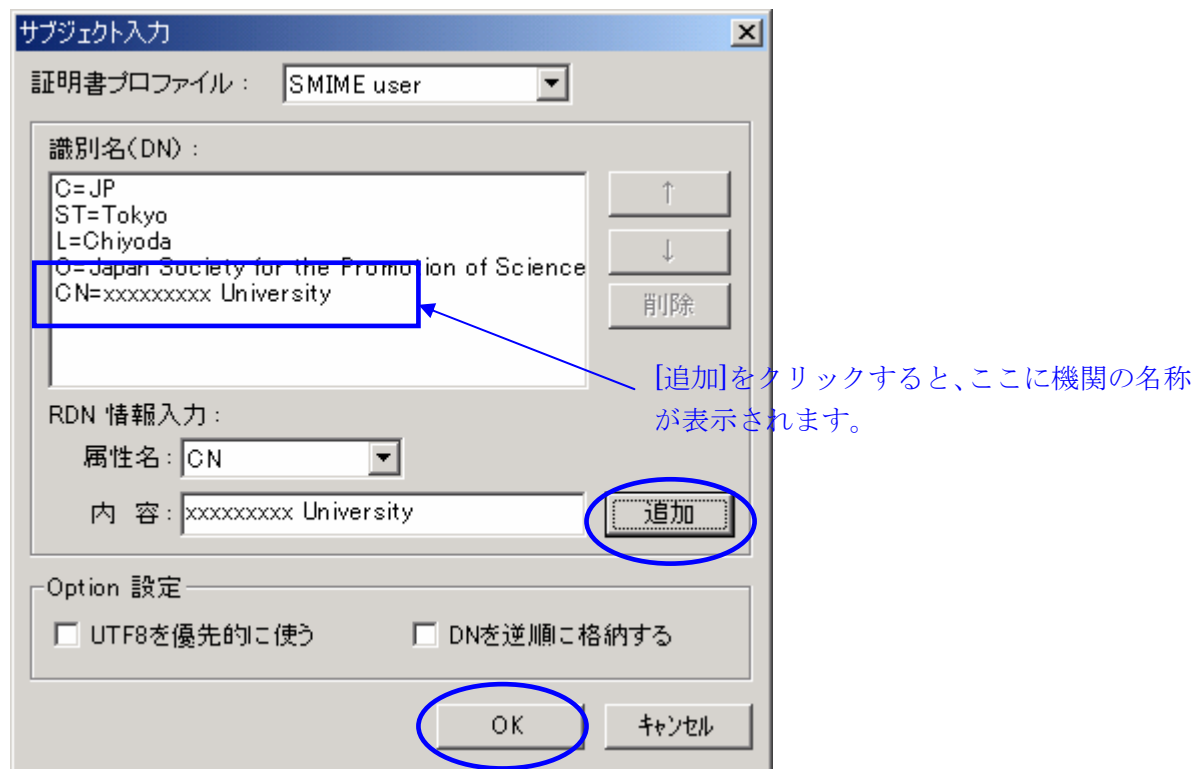 サブジェクト入力
証明書プロファイル： SMIME user
識別名(DN)：
C=JP
ST=Tokyo
L=Chiyoda
O=Japan Society for the Promotion of Science
CN=xxxxxxxxx University
↑
↓
削除
[追加]をクリックすると、ここに機関の名称
が表示されます。
RDN 情報入力：
属性名： CN
内 容： xxxxxxxxx University 追加
Option 設定
UTF8を優先的に使う DNを逆順に格納する
OK キャンセル